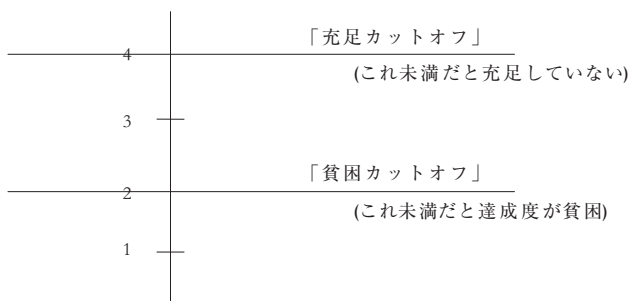 「充足カットオフ」
4
(これ未満だと充足していない)
3
「貧困カットオフ」
2
(これ未満だと達成度が貧困)
1